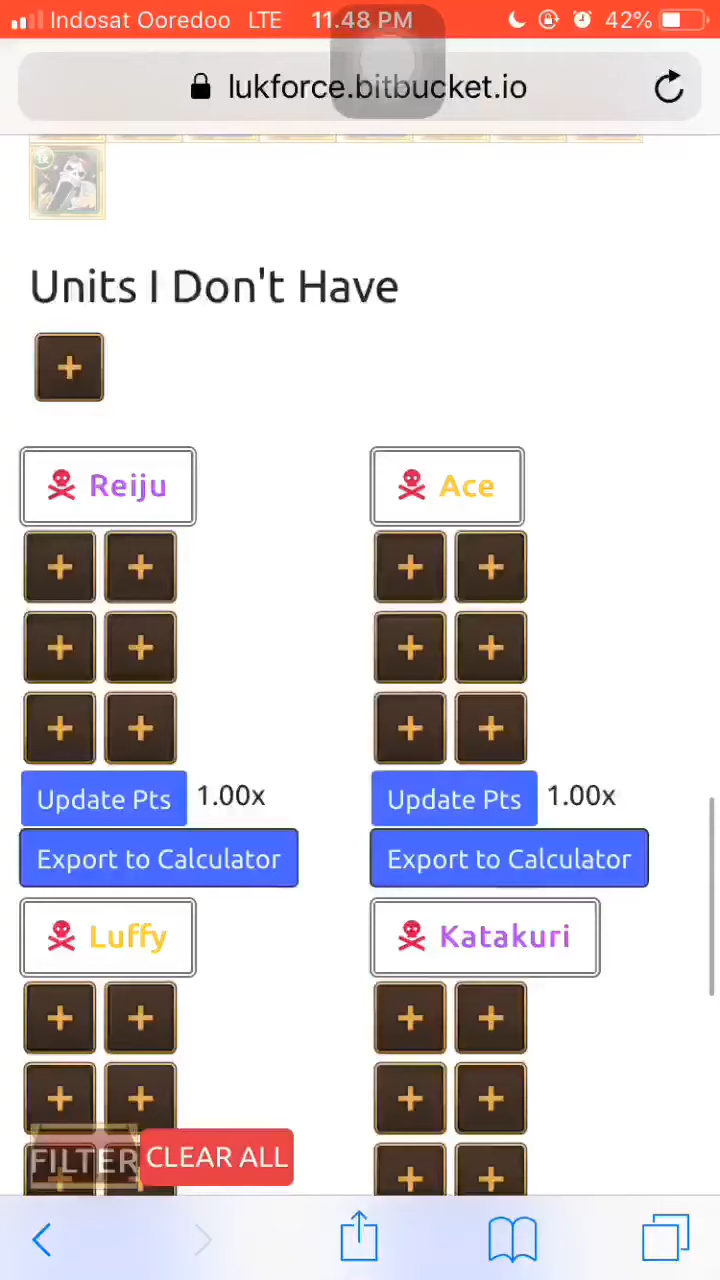 Indosat Ooredoo LTE 11.48 PM 42%
lukforce.bitbucket.io
Units I Don't Have
Reiju Ace
Update Pts 1.00x Update Pts 1.00x
Export to Calculator Export to Calculator
Luffy Katakuri
FILTER CLEAR ALL